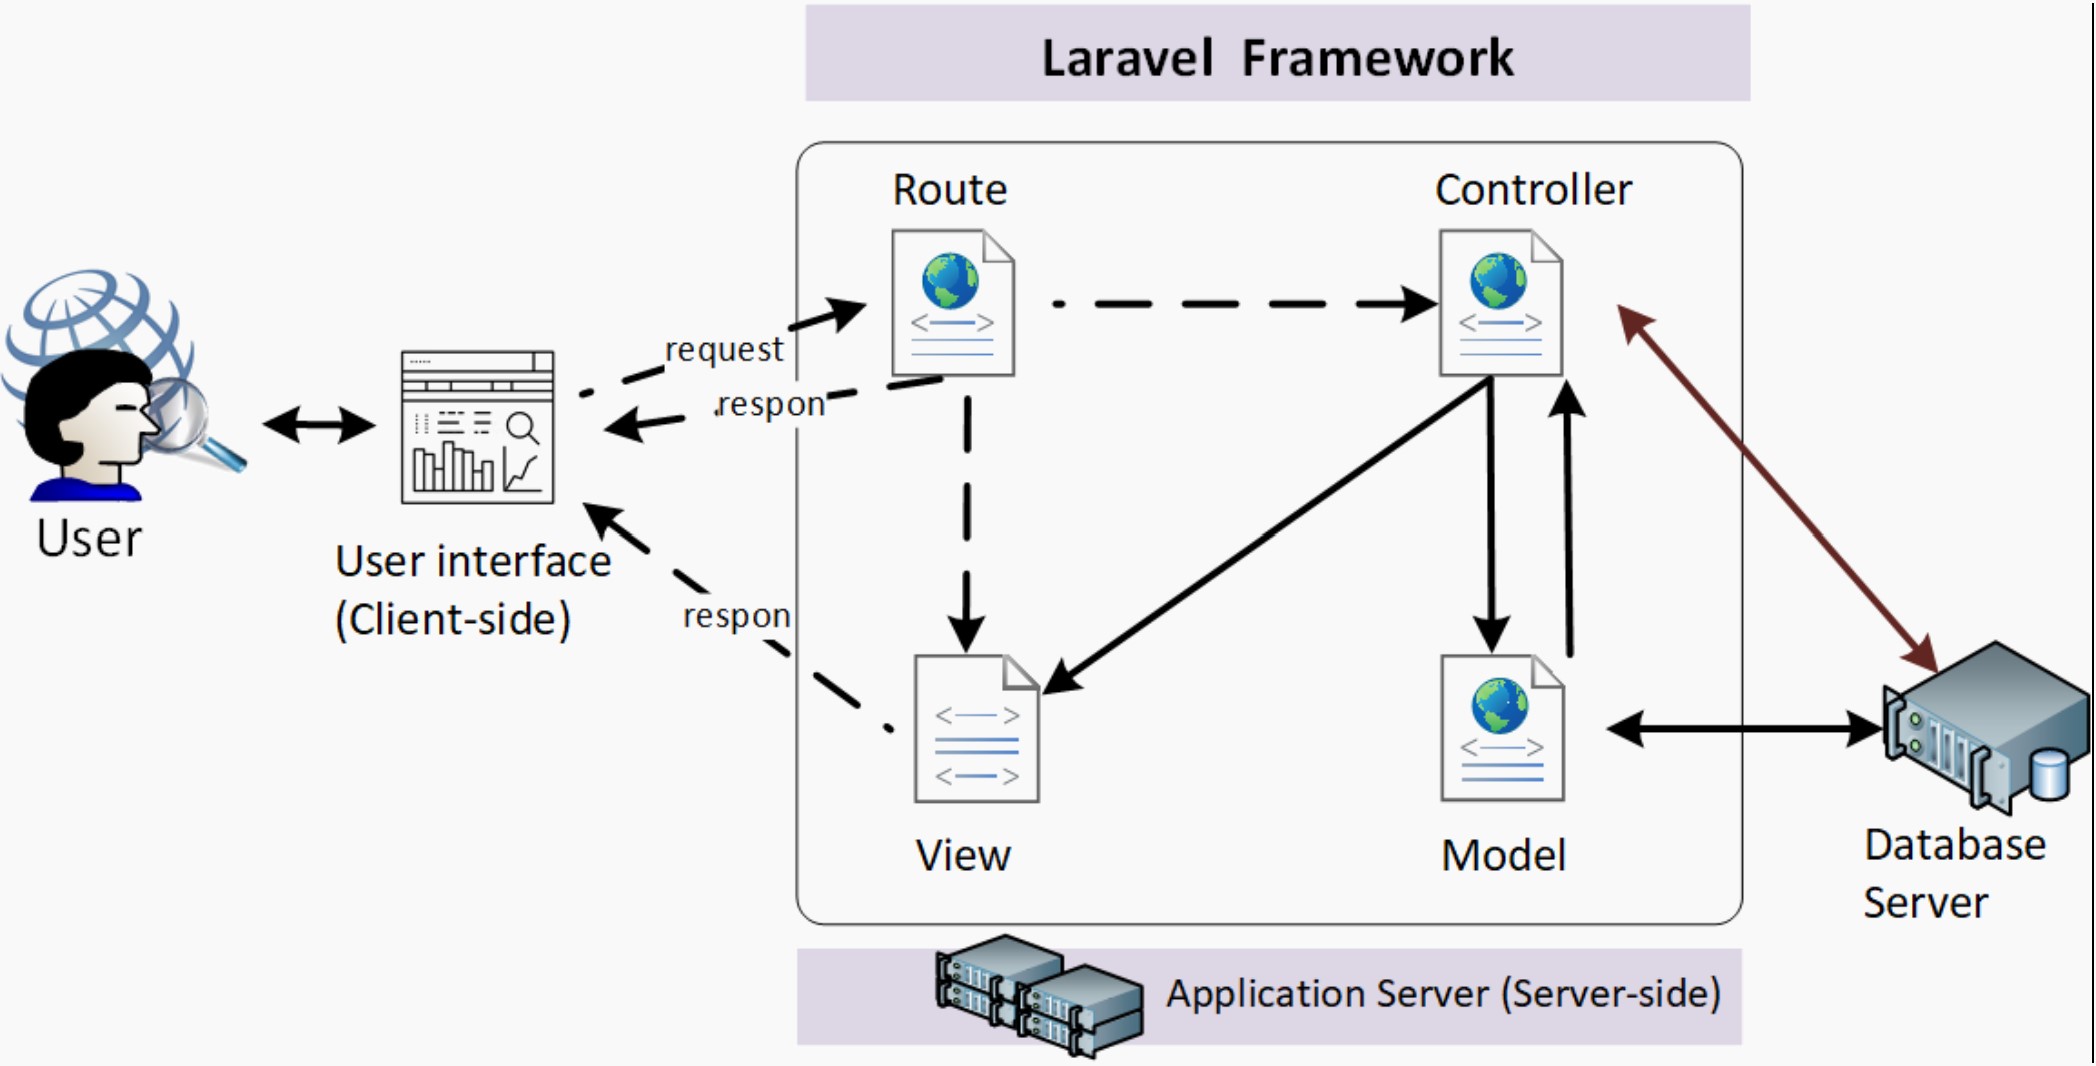 Laravel Framework
Route
Controller
request
respon
User
User interface
(Client-side)
respon
View
Model
Database
Server
Application Server (Server-side)